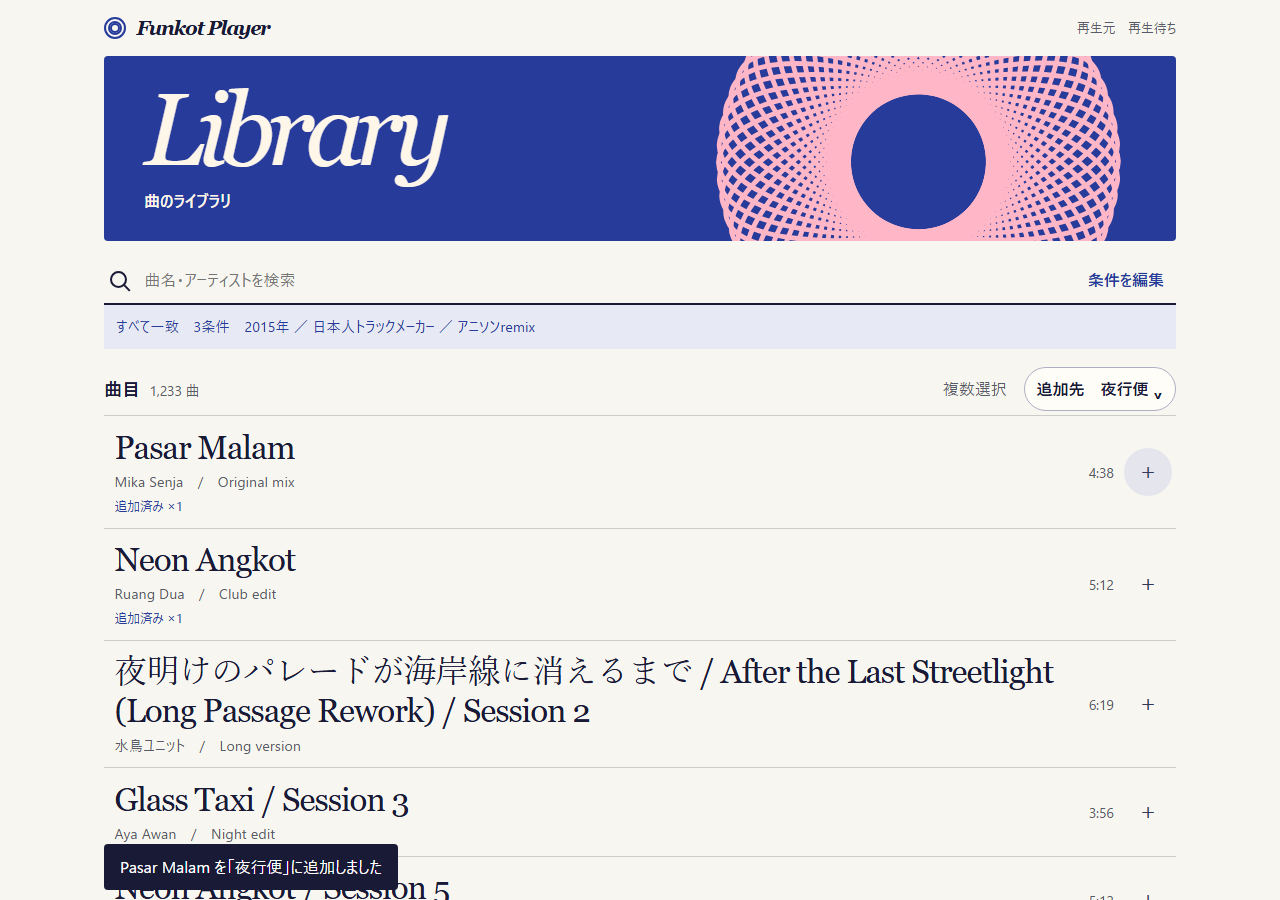 Funkot Player
再生元 再生待ち
Library
曲のライブラリ
曲名・アーティストを検索
条件を編集
すべて一致 3条件 2015年 ／ 日本人トラックメーカー ／ アニソンremix
曲目 1,233 曲
複数選択
追加先 夜行便
Pasar Malam
Mika Senja / Original mix
追加済み ×1
4:38 +
Neon Angkot
Ruang Dua / Club edit
追加済み ×1
5:12 +
夜明けのパレードが海岸線に消えるまで / After the Last Streetlight
(Long Passage Rework) / Session 2
水鳥ユニット / Long version
6:19 +
Glass Taxi / Session 3
Aya Awan / Night edit
3:56 +
Pasar Malam を「夜行便」に追加しました
Neon Angkot / Session 5
5:12 +